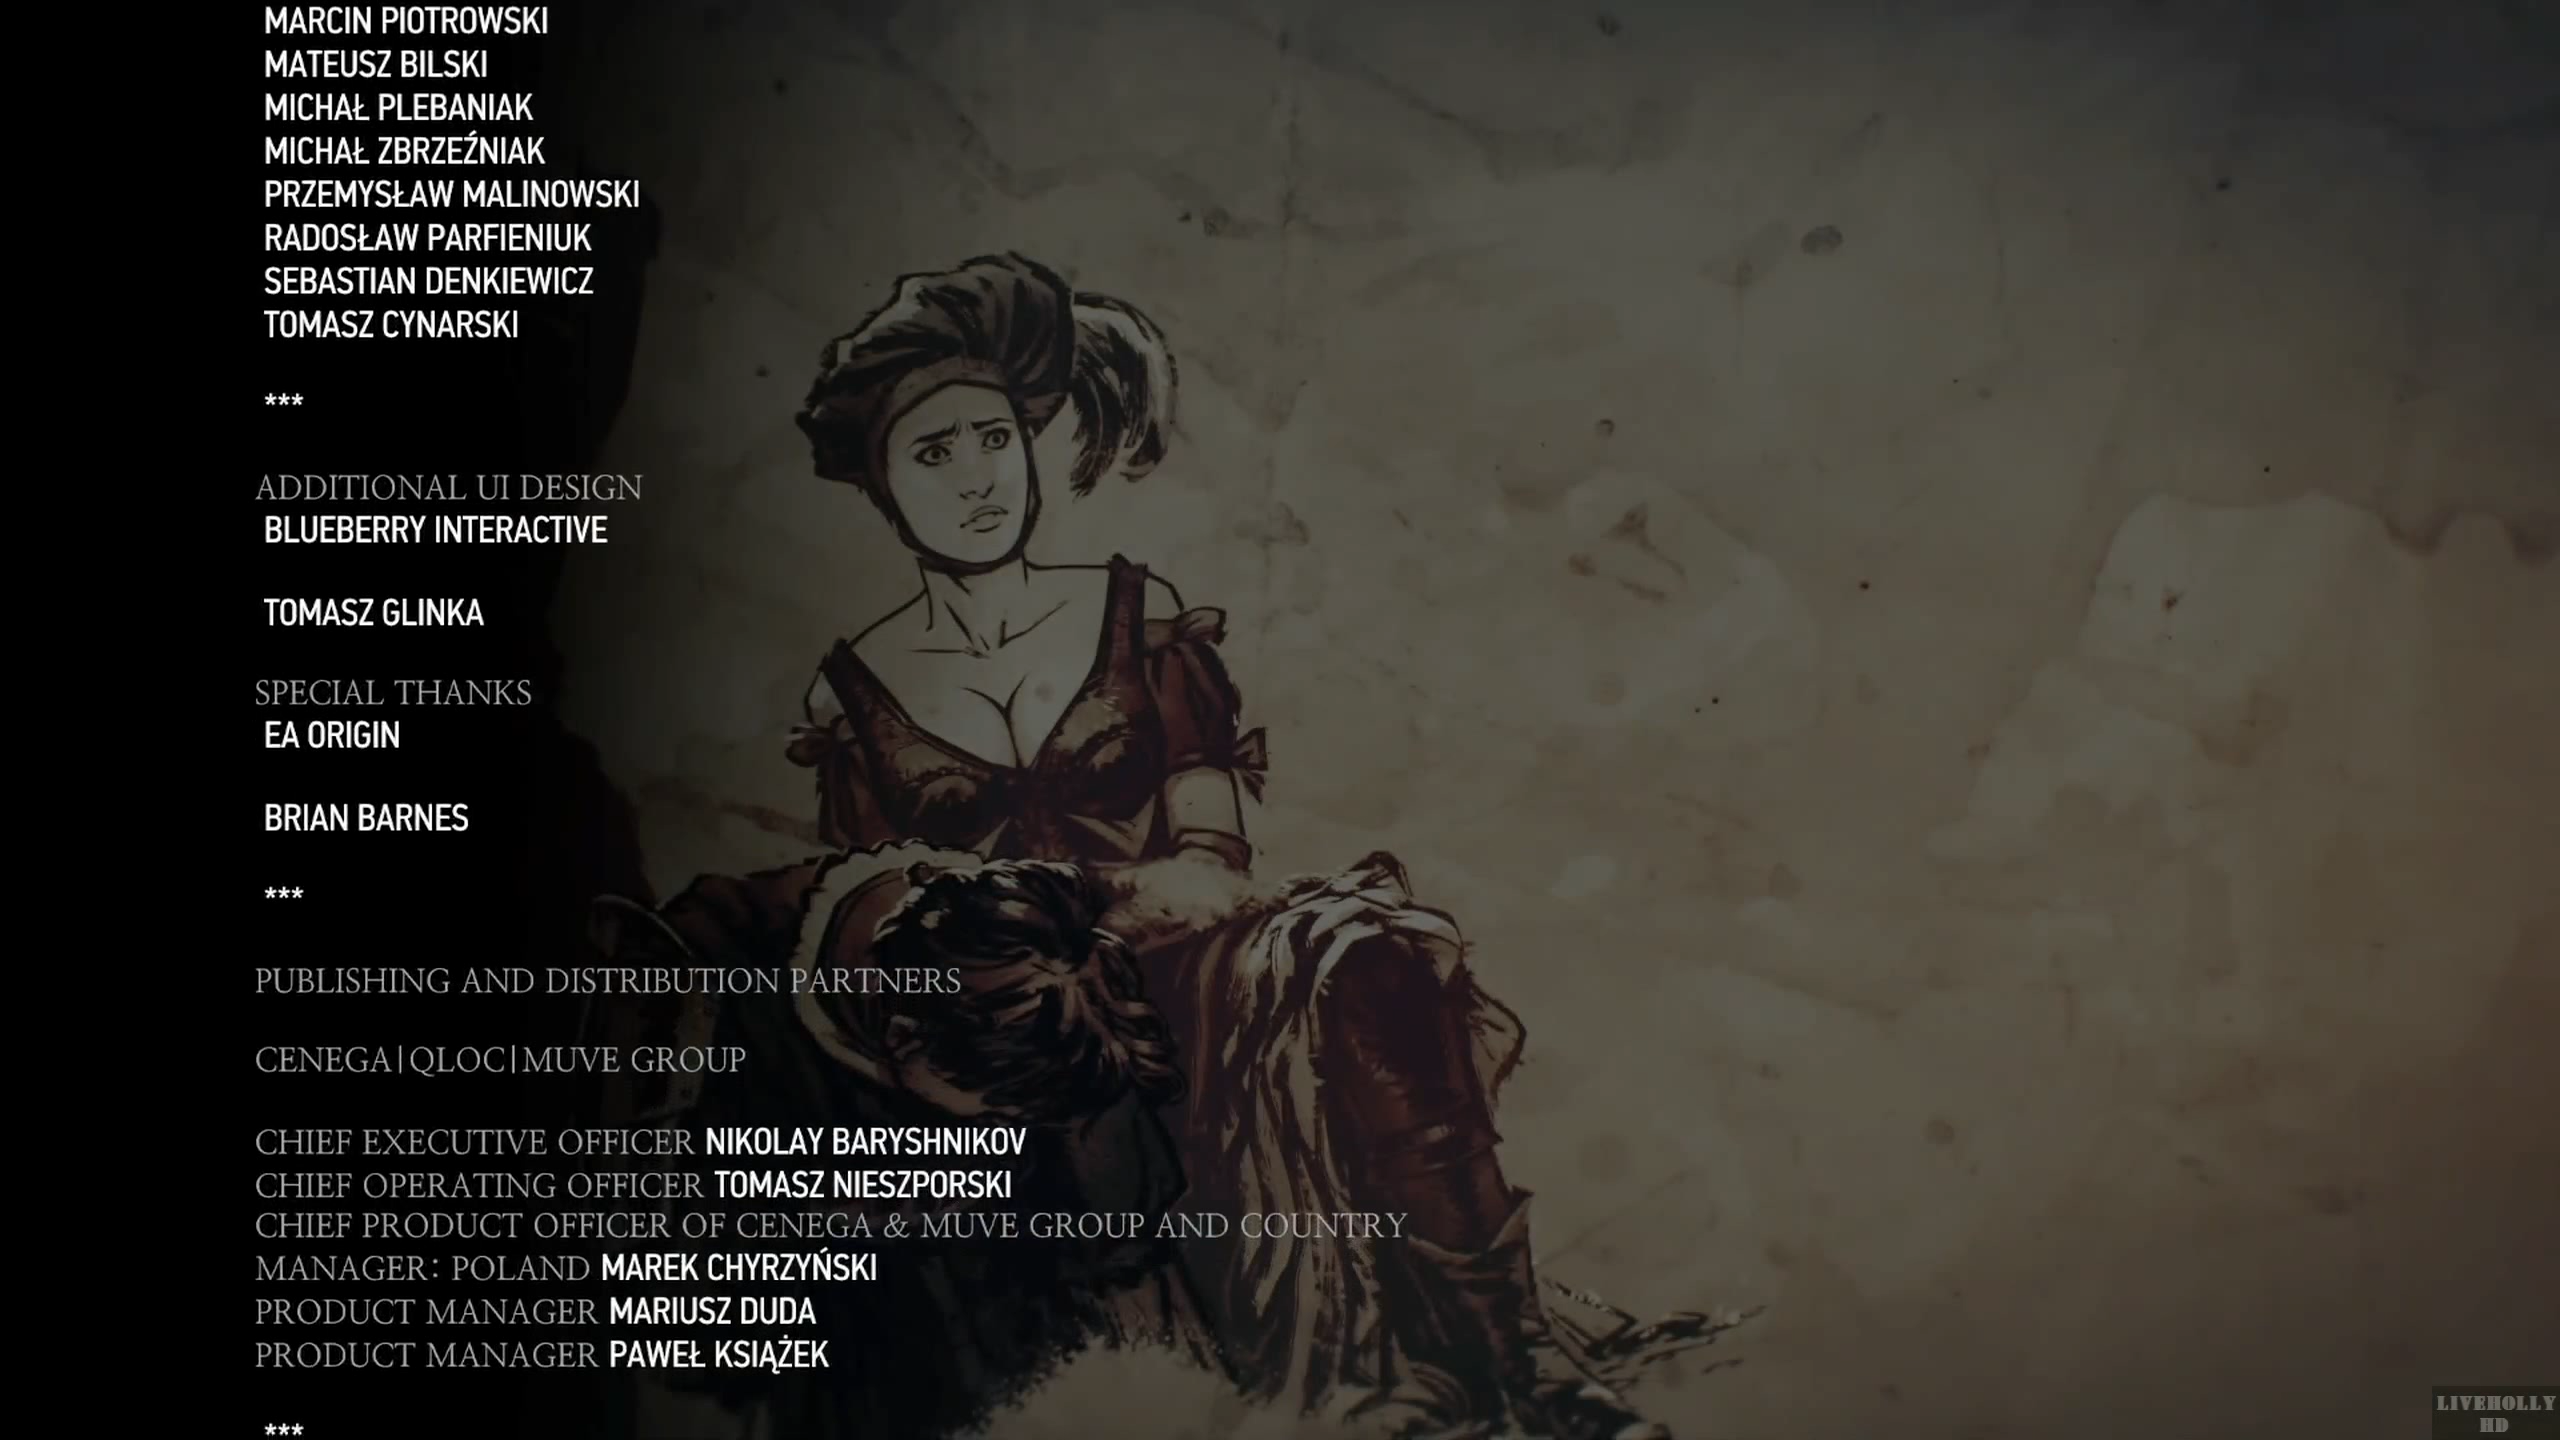 MARCIN PIOTROWSKI
MATEUSZ BILSKI
MICHAŁ PLEBANIAK
MICHAŁ ZBRZEŹNIAK
PRZEMYSŁAW MALINOWSKI
RADOSŁAW PARFIENIUK
SEBASTIAN DENKIEWICZ
TOMASZ CYNARSKI
***
ADDITIONAL UI DESIGN
BLUEBERRY INTERACTIVE
TOMASZ GLINKA
SPECIAL THANKS
EA ORIGIN
BRIAN BARNES
***
PUBLISHING AND DISTRIBUTION PARTNERS
CENEGA|QLOC|MUVE GROUP
CHIEF EXECUTIVE OFFICER NIKOLAY BARYSHNIKOV
CHIEF OPERATING OFFICER TOMASZ NIESZPORSKI
CHIEF PRODUCT OFFICER OF CENEGA & MUVE GROUP AND COUNTRY
MANAGER: POLAND MAREK CHYRZYŃSKI
PRODUCT MANAGER MARIUSZ DUDA
PRODUCT MANAGER PAWEŁ KSIĄŻEK
***
LIVEHOLLY
HD